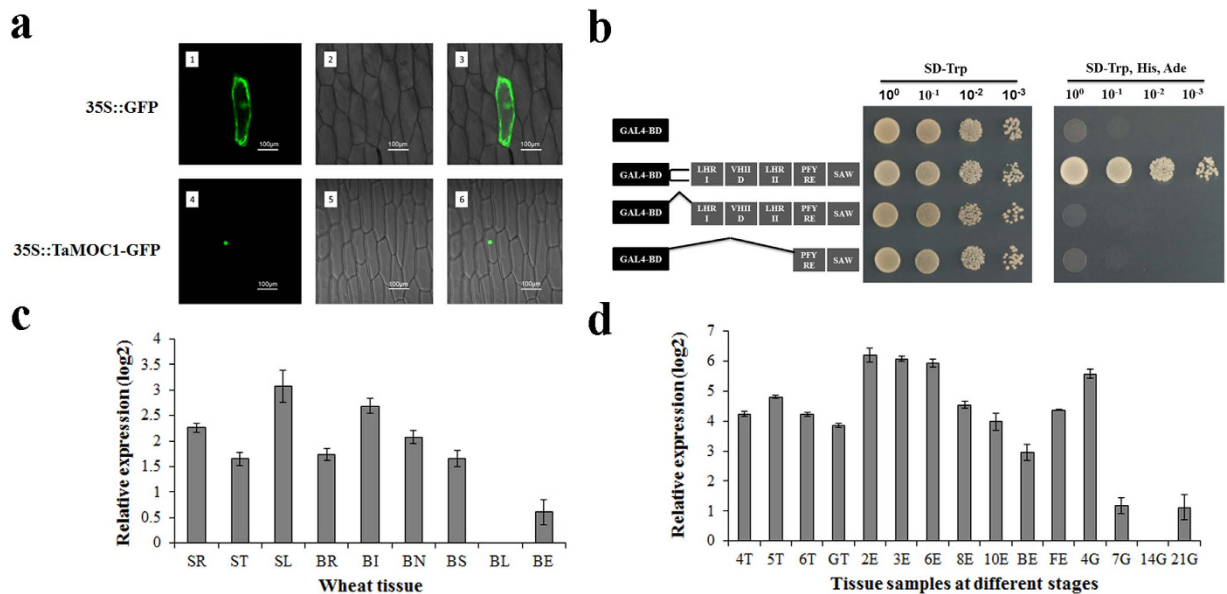 a
35S::GFP
1
100μm
2
100μm
3
100μm
35S::TaMOC1-GFP
4
100μm
5
100μm
6
100μm
b
SD-Trp
10⁰ 10⁻¹ 10⁻² 10⁻³
SD-Trp, His, Ade
10⁰ 10⁻¹ 10⁻² 10⁻³
GAL4-BD
GAL4-BD LHR I VHII D LHR II PFY RE SAW
GAL4-BD LHR I VHII D LHR II PFY RE SAW
GAL4-BD PFY RE SAW
c
Relative expression (log2)
4
3.5
3
2.5
2
1.5
1
0.5
0
SR ST SL BR BI BN BS BL BE
Wheat tissue
d
Relative expression (log2)
7
6
5
4
3
2
1
0
4T 5T 6T GT 2E 3E 6E 8E 10E BE FE 4G 7G 14G 21G
Tissue samples at different stages